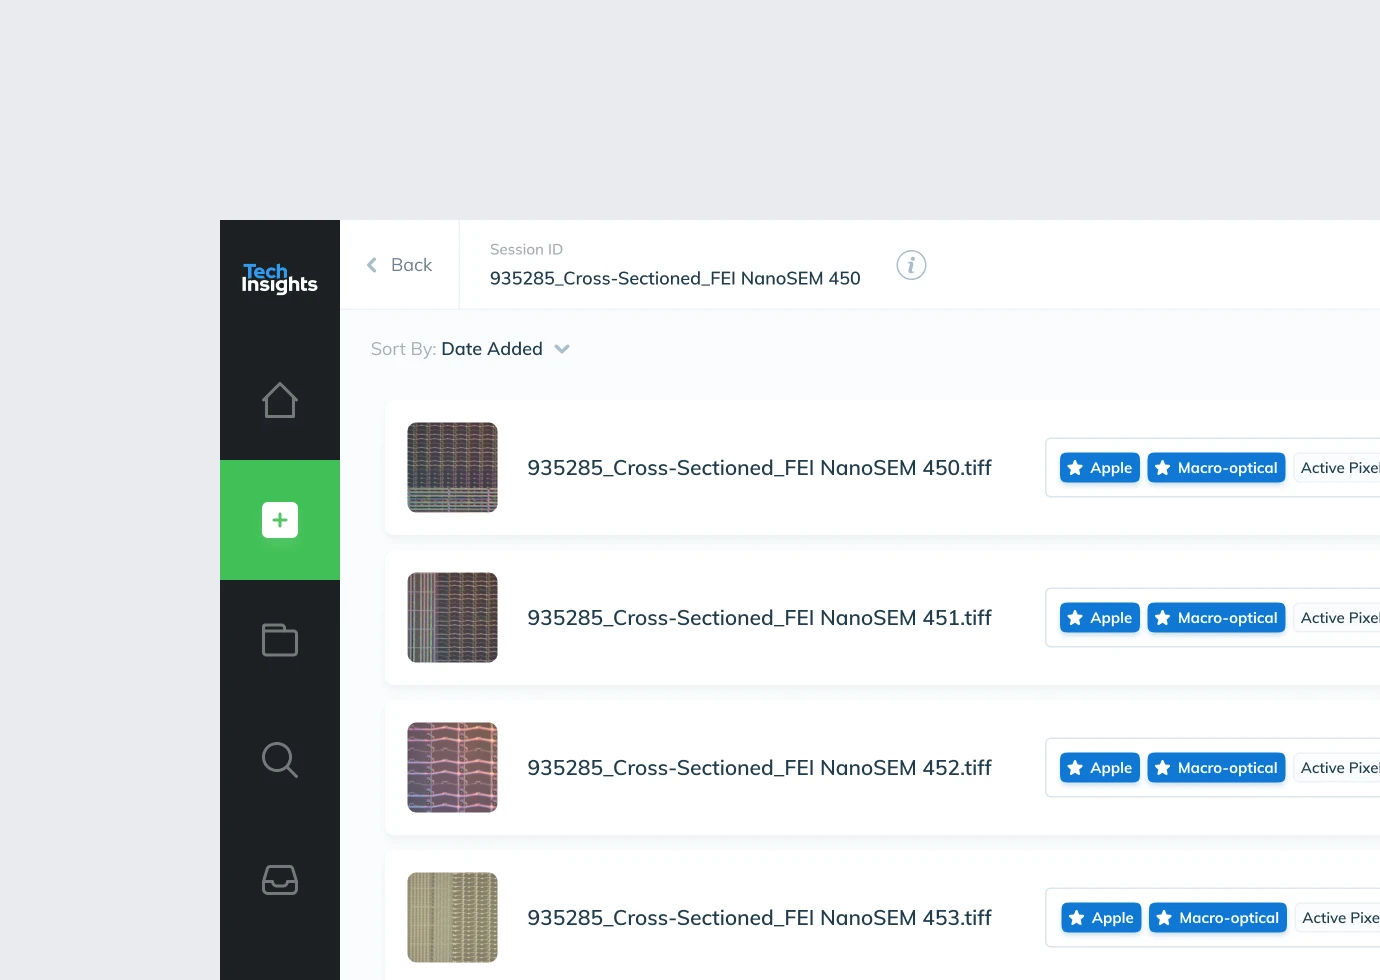 Tech
Insights
Back
Session ID
935285_Cross-Sectioned_FEI NanoSEM 450
i
Sort By: Date Added
935285_Cross-Sectioned_FEI NanoSEM 450.tiff
Apple
Macro-optical
Active Pixel
935285_Cross-Sectioned_FEI NanoSEM 451.tiff
Apple
Macro-optical
Active Pixel
935285_Cross-Sectioned_FEI NanoSEM 452.tiff
Apple
Macro-optical
Active Pixel
935285_Cross-Sectioned_FEI NanoSEM 453.tiff
Apple
Macro-optical
Active Pixe